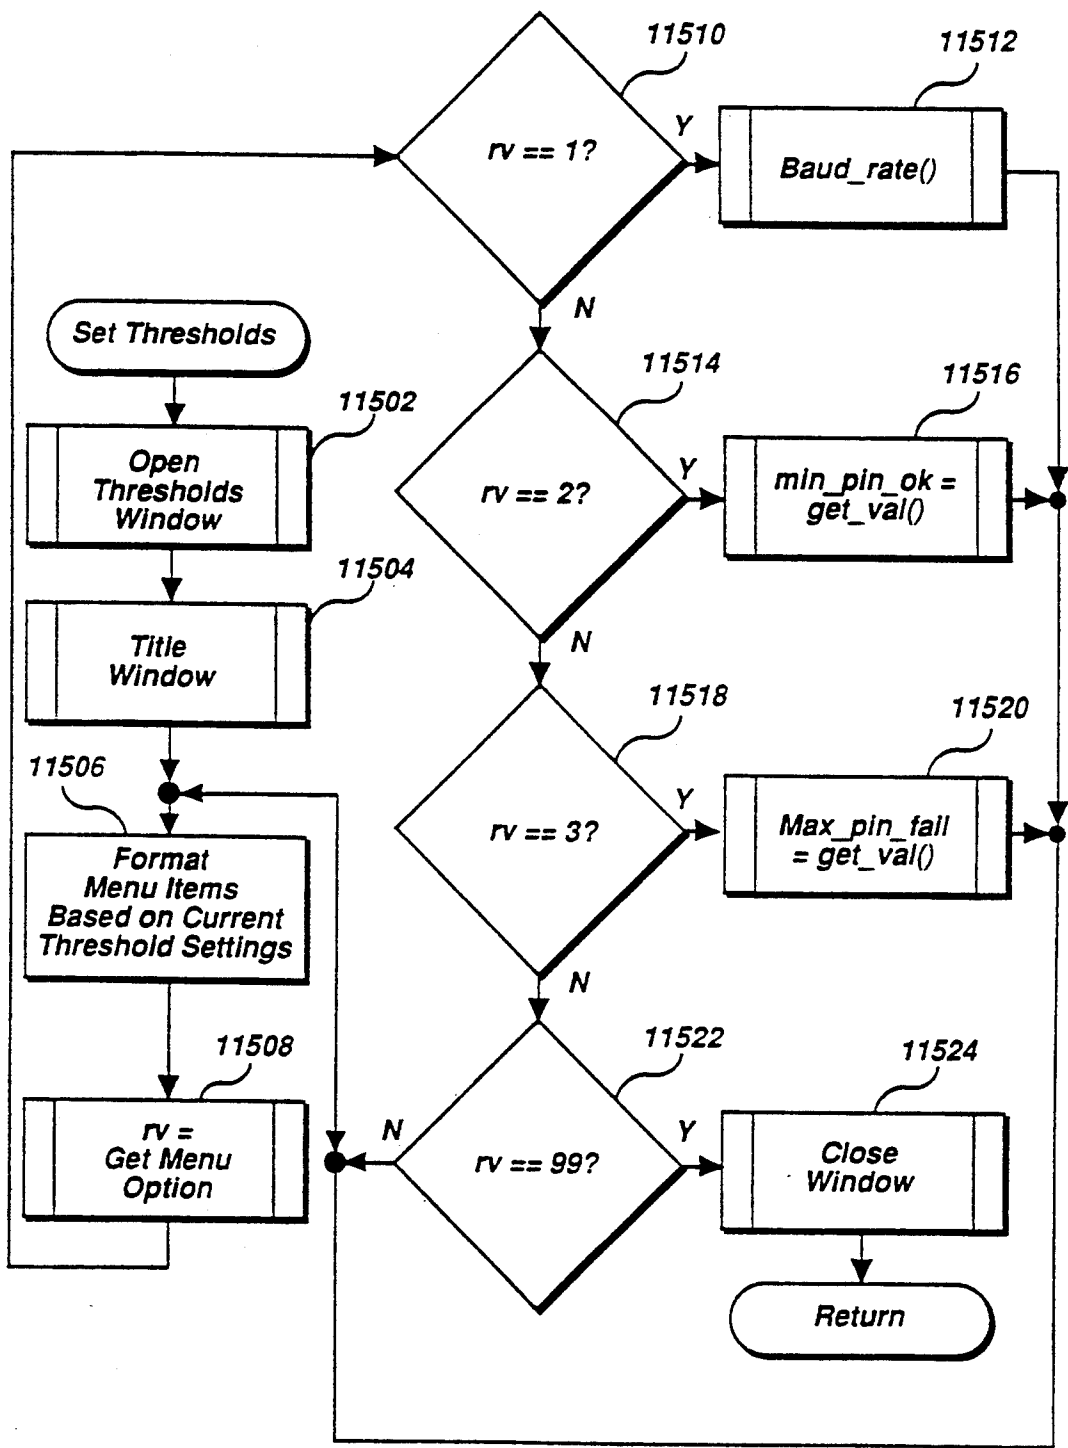 11510
11512
rv == 1?
Y
Baud_rate()
N
Set Thresholds
11502
Open
Thresholds
Window
11504
Title
Window
11506
Format
Menu Items
Based on Current
Threshold Settings
11508
rv =
Get Menu
Option
11514
11516
rv == 2?
Y
min_pin_ok =
get_val()
N
11518
11520
rv == 3?
Y
Max_pin_fail
= get_val()
N
11522
11524
N
rv == 99?
Y
Close
Window
Return